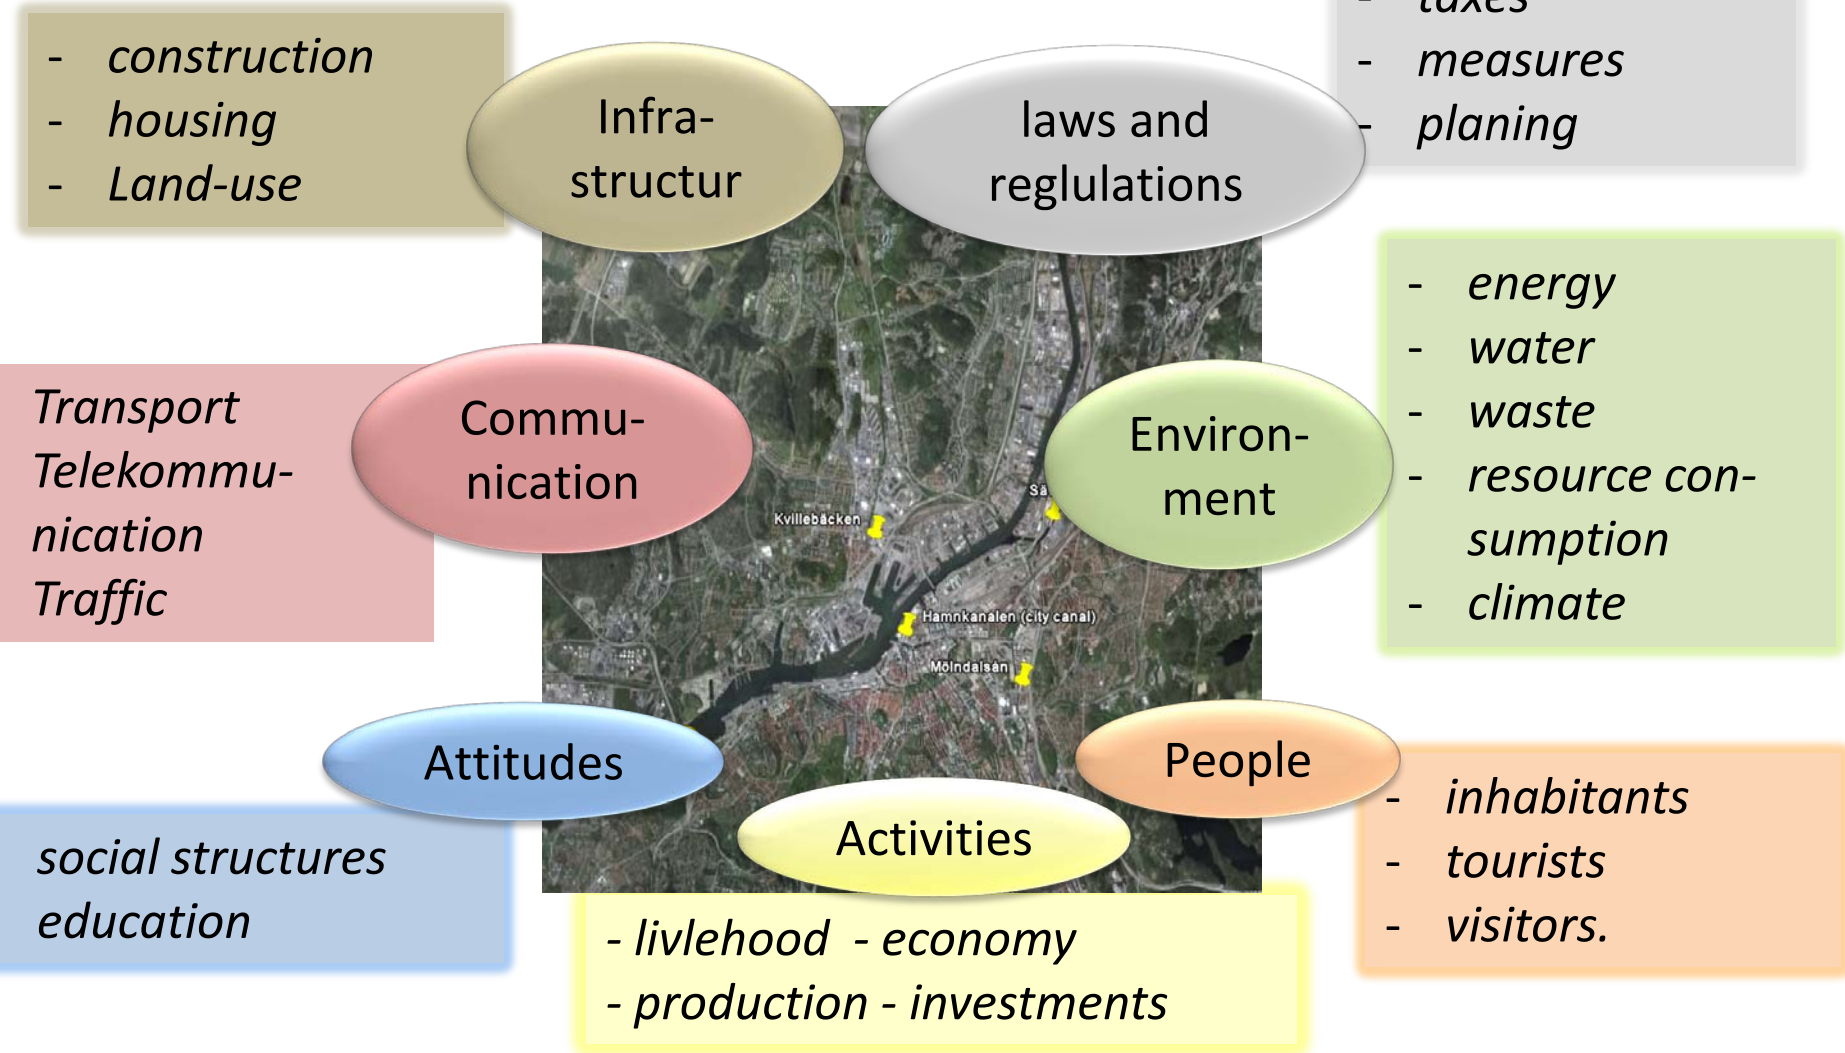 - construction
- housing
- Land-use
Infra-
structur
laws and
reglulations
- taxes
- measures
- planing
Transport
Telekommu-
nication
Traffic
Commu-
nication
Environ-
ment
- energy
- water
- waste
- resource con-
sumption
- climate
Kvillebäcken
Sä
Hamnkanalen (city canal)
Mölndalsån
Attitudes
social structures
education
Activities
- livlehood - economy
- production - investments
People
- inhabitants
- tourists
- visitors.